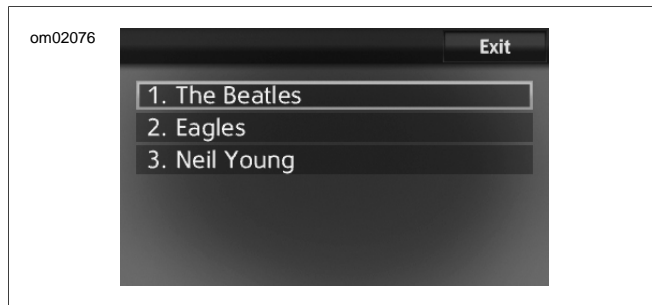 om02076
Exit
1. The Beatles
2. Eagles
3. Neil Young